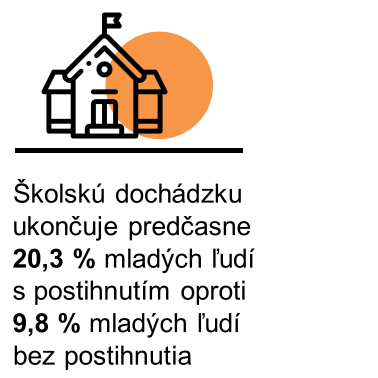 Školskú dochádzku
ukončuje predčasne
20,3 % mladých ľudí
s postihnutím oproti
9,8 % mladých ľudí
bez postihnutia